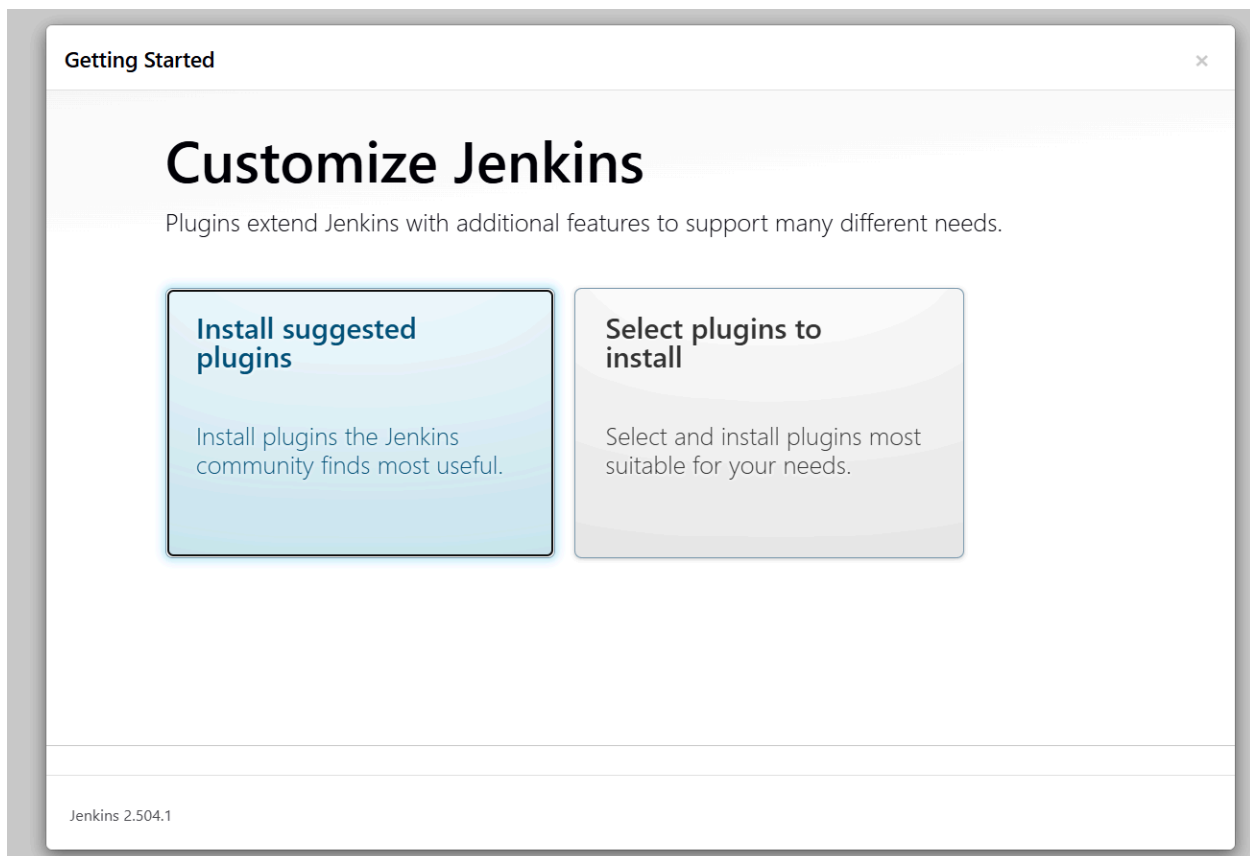 Getting Started
×
Customize Jenkins
Plugins extend Jenkins with additional features to support many different needs.
Install suggested
plugins
Install plugins the Jenkins
community finds most useful.
Select plugins to
install
Select and install plugins most
suitable for your needs.
Jenkins 2.504.1